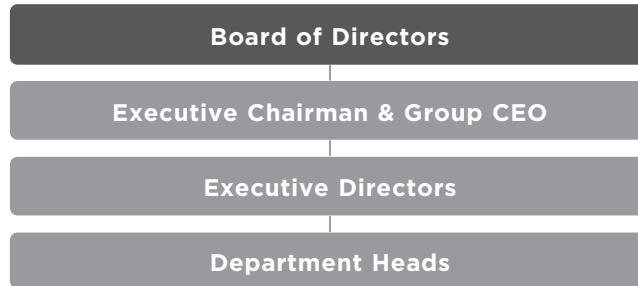 Board of Directors
Executive Chairman & Group CEO
Executive Directors
Department Heads